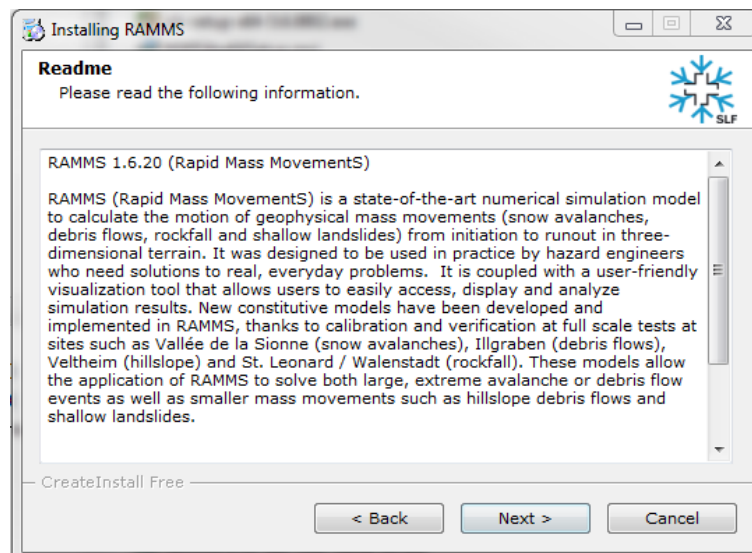 Installing RAMMS
Readme
Please read the following information.
SLF
RAMMS 1.6.20 (Rapid Mass MovementS)
RAMMS (Rapid Mass MovementS) is a state-of-the-art numerical simulation model
to calculate the motion of geophysical mass movements (snow avalanches,
debris flows, rockfall and shallow landslides) from initiation to runout in three-
dimensional terrain. It was designed to be used in practice by hazard engineers
who need solutions to real, everyday problems.  It is coupled with a user-friendly
visualization tool that allows users to easily access, display and analyze
simulation results. New constitutive models have been developed and
implemented in RAMMS, thanks to calibration and verification at full scale tests at
sites such as Vallée de la Sionne (snow avalanches), Illgraben (debris flows),
Veltheim (hillslope) and St. Leonard / Walenstadt (rockfall). These models allow
the application of RAMMS to solve both large, extreme avalanche or debris flow
events as well as smaller mass movements such as hillslope debris flows and
shallow landslides.
CreateInstall Free
< Back
Next >
Cancel